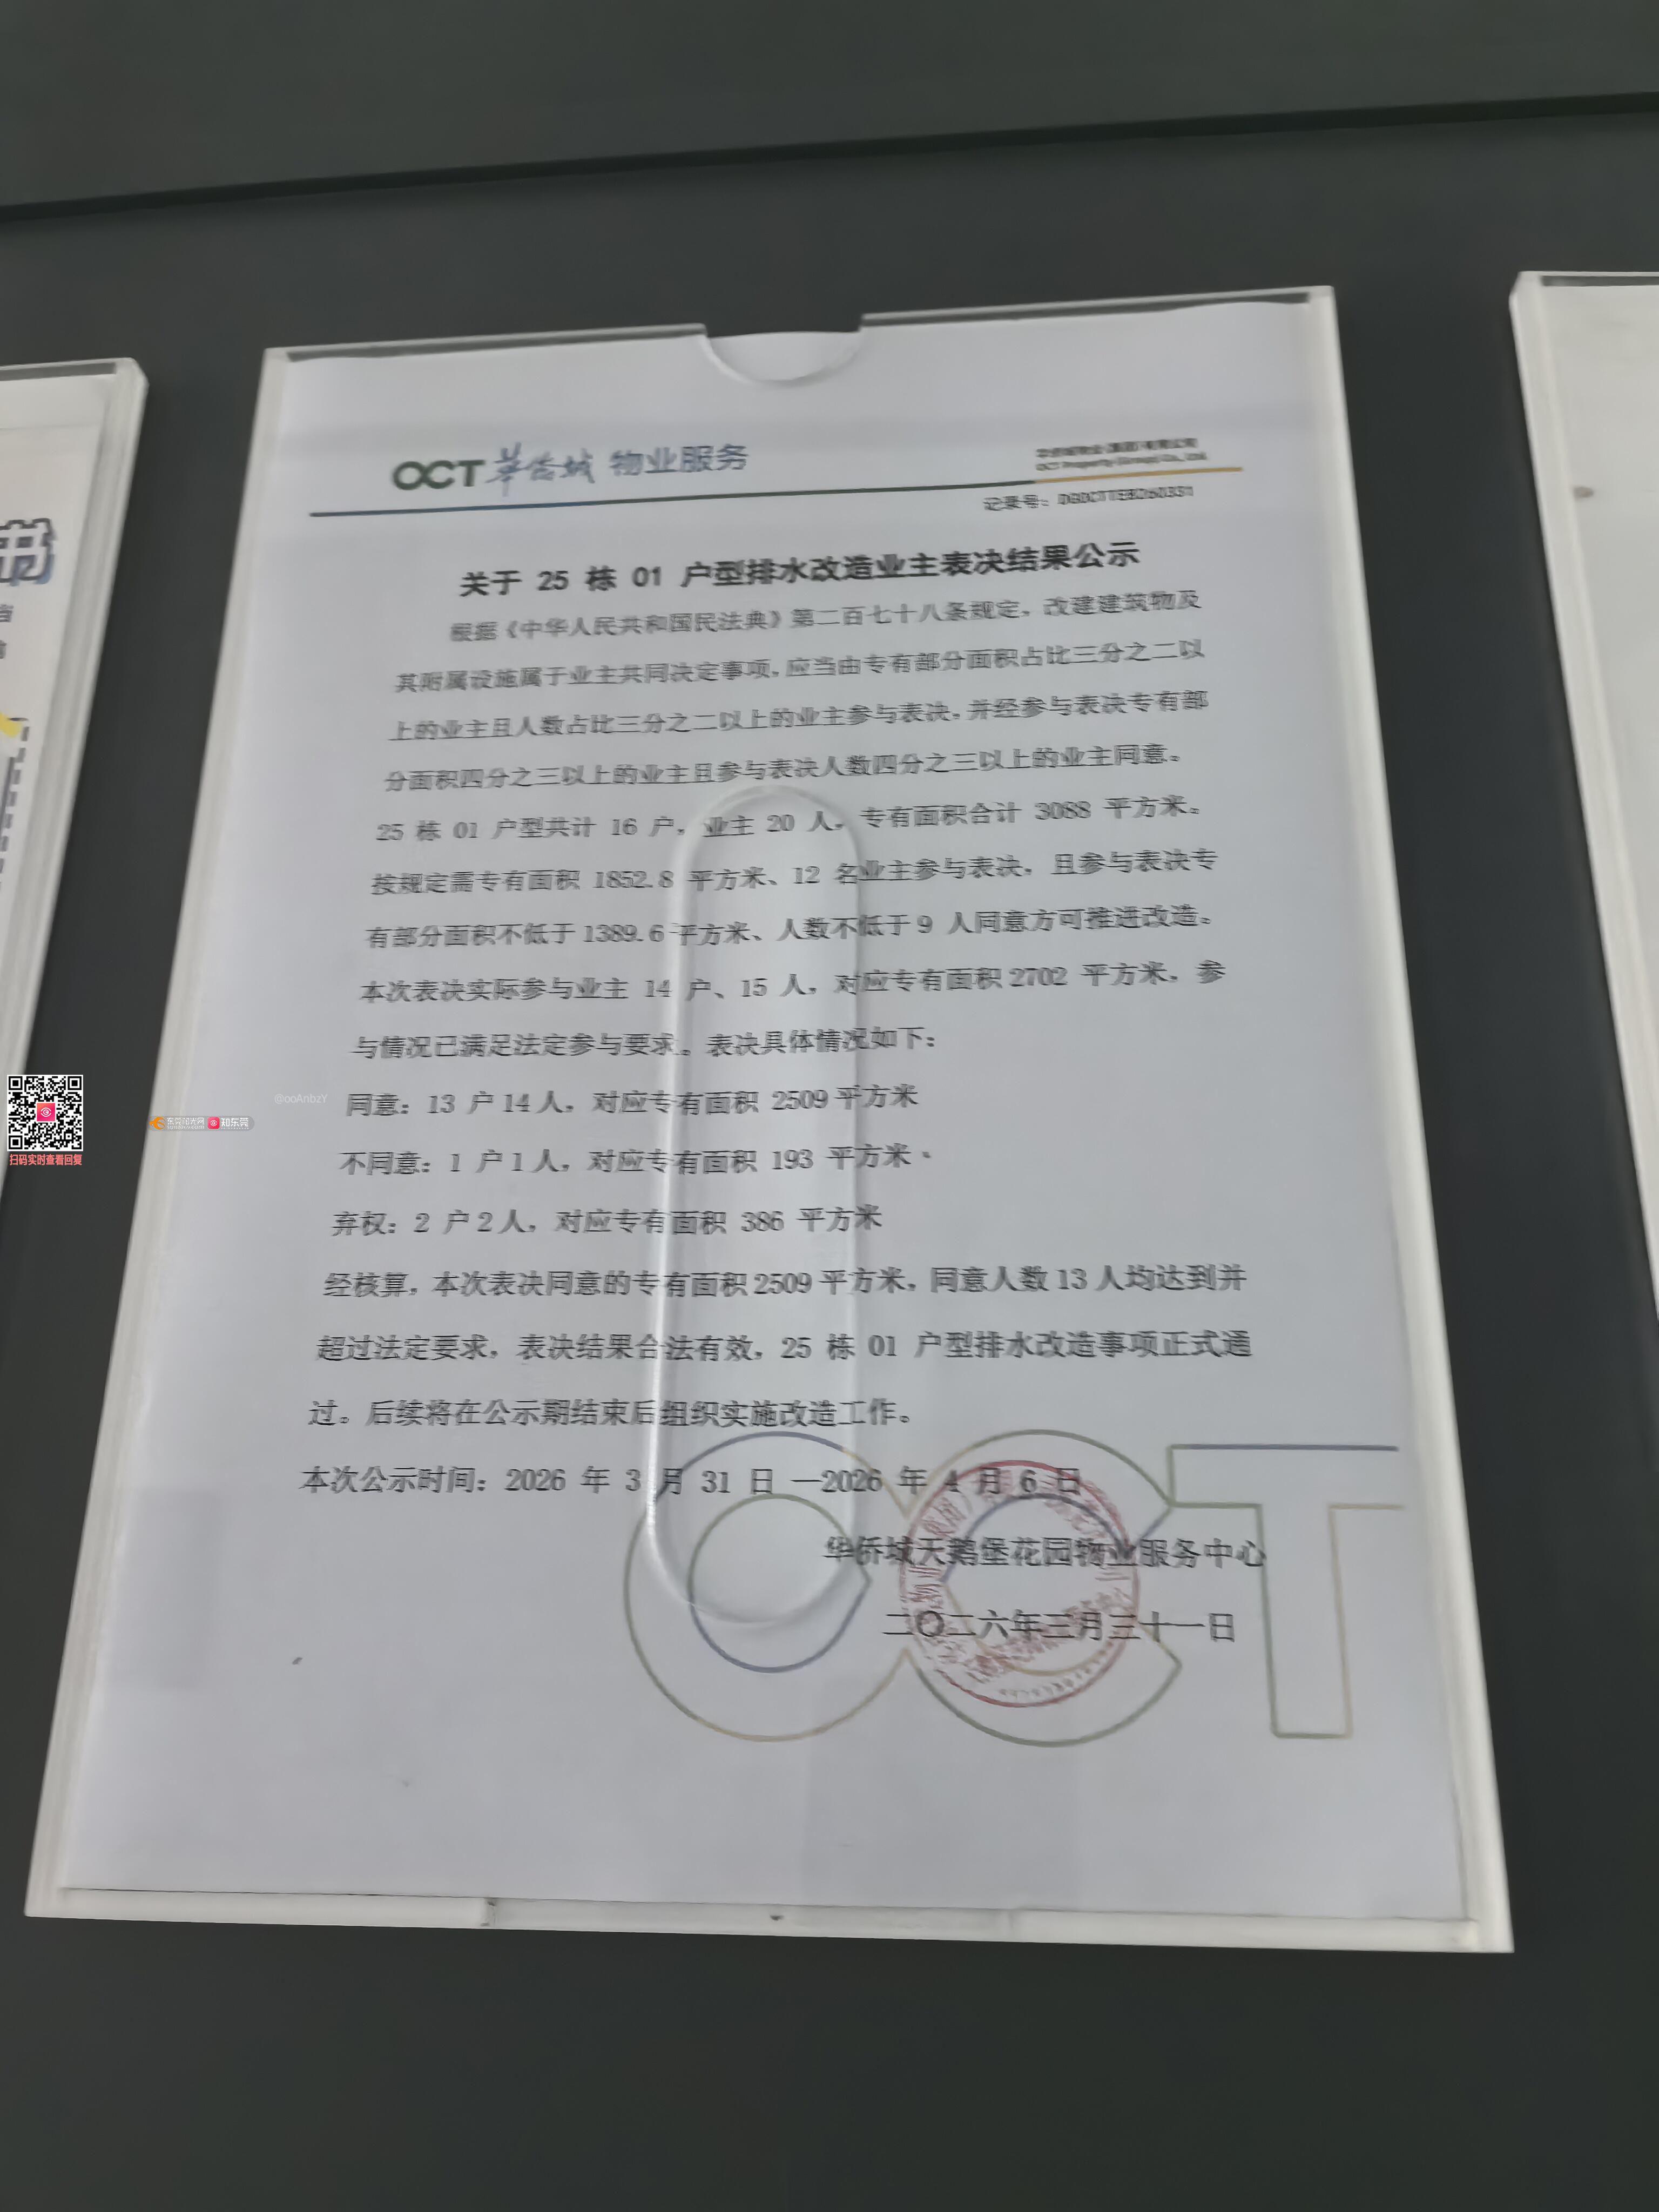 OCT 华侨城 物业服务
OCT Property (Group) Co., Ltd.
记录号：
关于 25 栋 01 户型排水改造业主表决结果公示
根据《中华人民共和国民法典》第二百七十八条规定，改建建筑物及
其附属设施属于业主共同决定事项，应当由专有部分面积占比三分之二以
上的业主且人数占比三分之二以上的业主参与表决，并经参与表决专有部
分面积四分之三以上的业主且参与表决人数四分之三以上的业主同意。
25 栋 01 户型共计 16 户，业主 20 人，专有面积合计 3088 平方米。
按规定需专有面积 1852.8 平方米、12 名业主参与表决，且参与表决专
有部分面积不低于 1389.6 平方米、人数不低于 9 人同意方可推进改造。
本次表决实际参与业主 14 户、15 人，对应专有面积 2702 平方米，参
与情况已满足法定参与要求。表决具体情况如下：
同意：13 户 14 人，对应专有面积 2509 平方米
不同意：1 户 1 人，对应专有面积 193 平方米
弃权：2 户 2 人，对应专有面积 386 平方米
经核算，本次表决同意的专有面积 2509 平方米，同意人数 13 人均达到并
超过法定要求，表决结果合法有效，25 栋 01 户型排水改造事项正式通
过。后续将在公示期结束后组织实施改造工作。
本次公示时间：2026 年 3 月 31 日 —2026 年 4 月 6 日
华侨城天鹅堡花园物业服务中心
二〇二六年三月三十一日
OCT
扫码实时查看回复
东莞阳光网 知东莞
@ooAnbzY